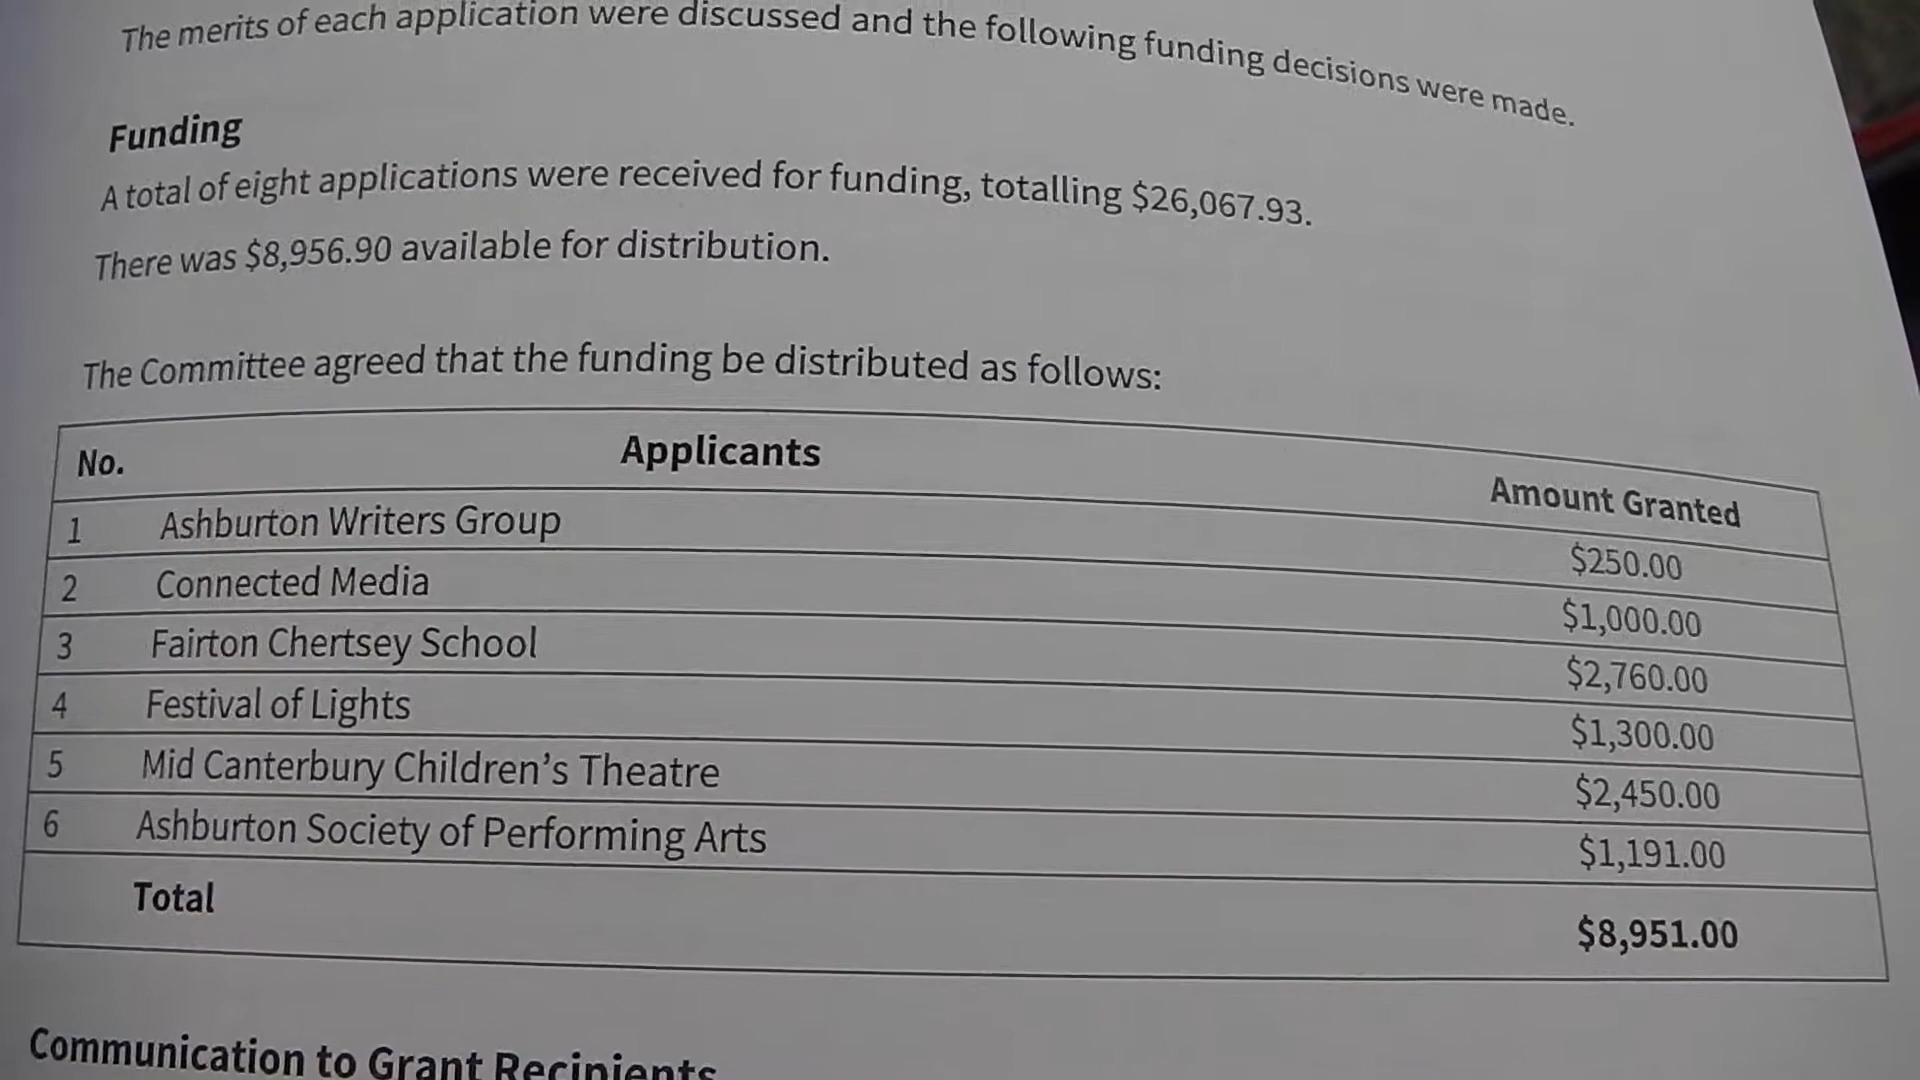 The merits of each application were discussed and the following funding decisions were made.
Funding
A total of eight applications were received for funding, totalling $26,067.93.
There was $8,956.90 available for distribution.
The Committee agreed that the funding be distributed as follows:
No. Applicants Amount Granted
1 Ashburton Writers Group $250.00
2 Connected Media $1,000.00
3 Fairton Chertsey School $2,760.00
4 Festival of Lights $1,300.00
5 Mid Canterbury Children’s Theatre $2,450.00
6 Ashburton Society of Performing Arts $1,191.00
Total $8,951.00
Communication to Grant Recipients